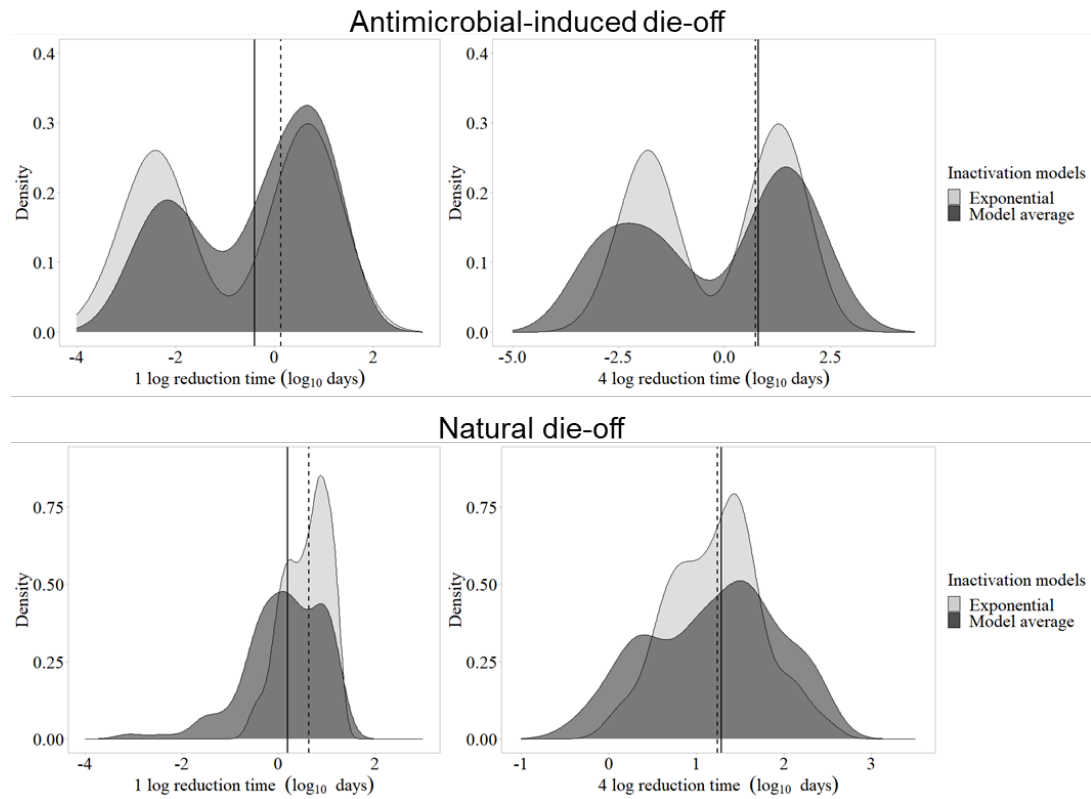 Antimicrobial-induced die-off
0.4
0.3
0.2
0.1
0.0
Density
-4
-2
0
2
1 log reduction time (log10 days)
0.4
0.3
0.2
0.1
0.0
Density
-5.0
-2.5
0.0
2.5
4 log reduction time (log10 days)
Inactivation models
Exponential
Model average
Natural die-off
0.75
0.50
0.25
0.00
Density
-4
-2
0
2
1 log reduction time (log10 days)
0.75
0.50
0.25
0.00
Density
-1
0
1
2
3
4 log reduction time (log10 days)
Inactivation models
Exponential
Model average